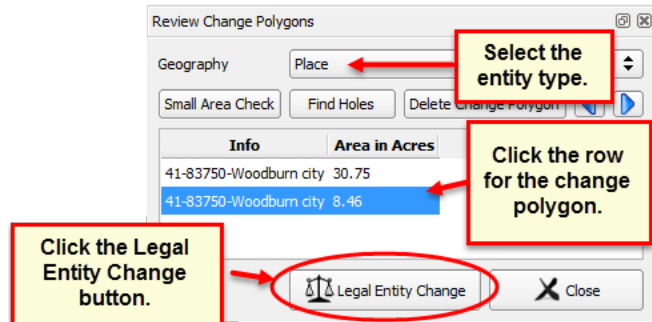 Review Change Polygons
Geography
Place
Select the
entity type.
Small Area Check
Find Holes
Delete Change Polygon
Info
Area in Acres
41-83750-Woodburn city 30.75
41-83750-Woodburn city 8.46
Click the row
for the change
polygon.
Click the Legal
Entity Change
button.
Legal Entity Change
Close